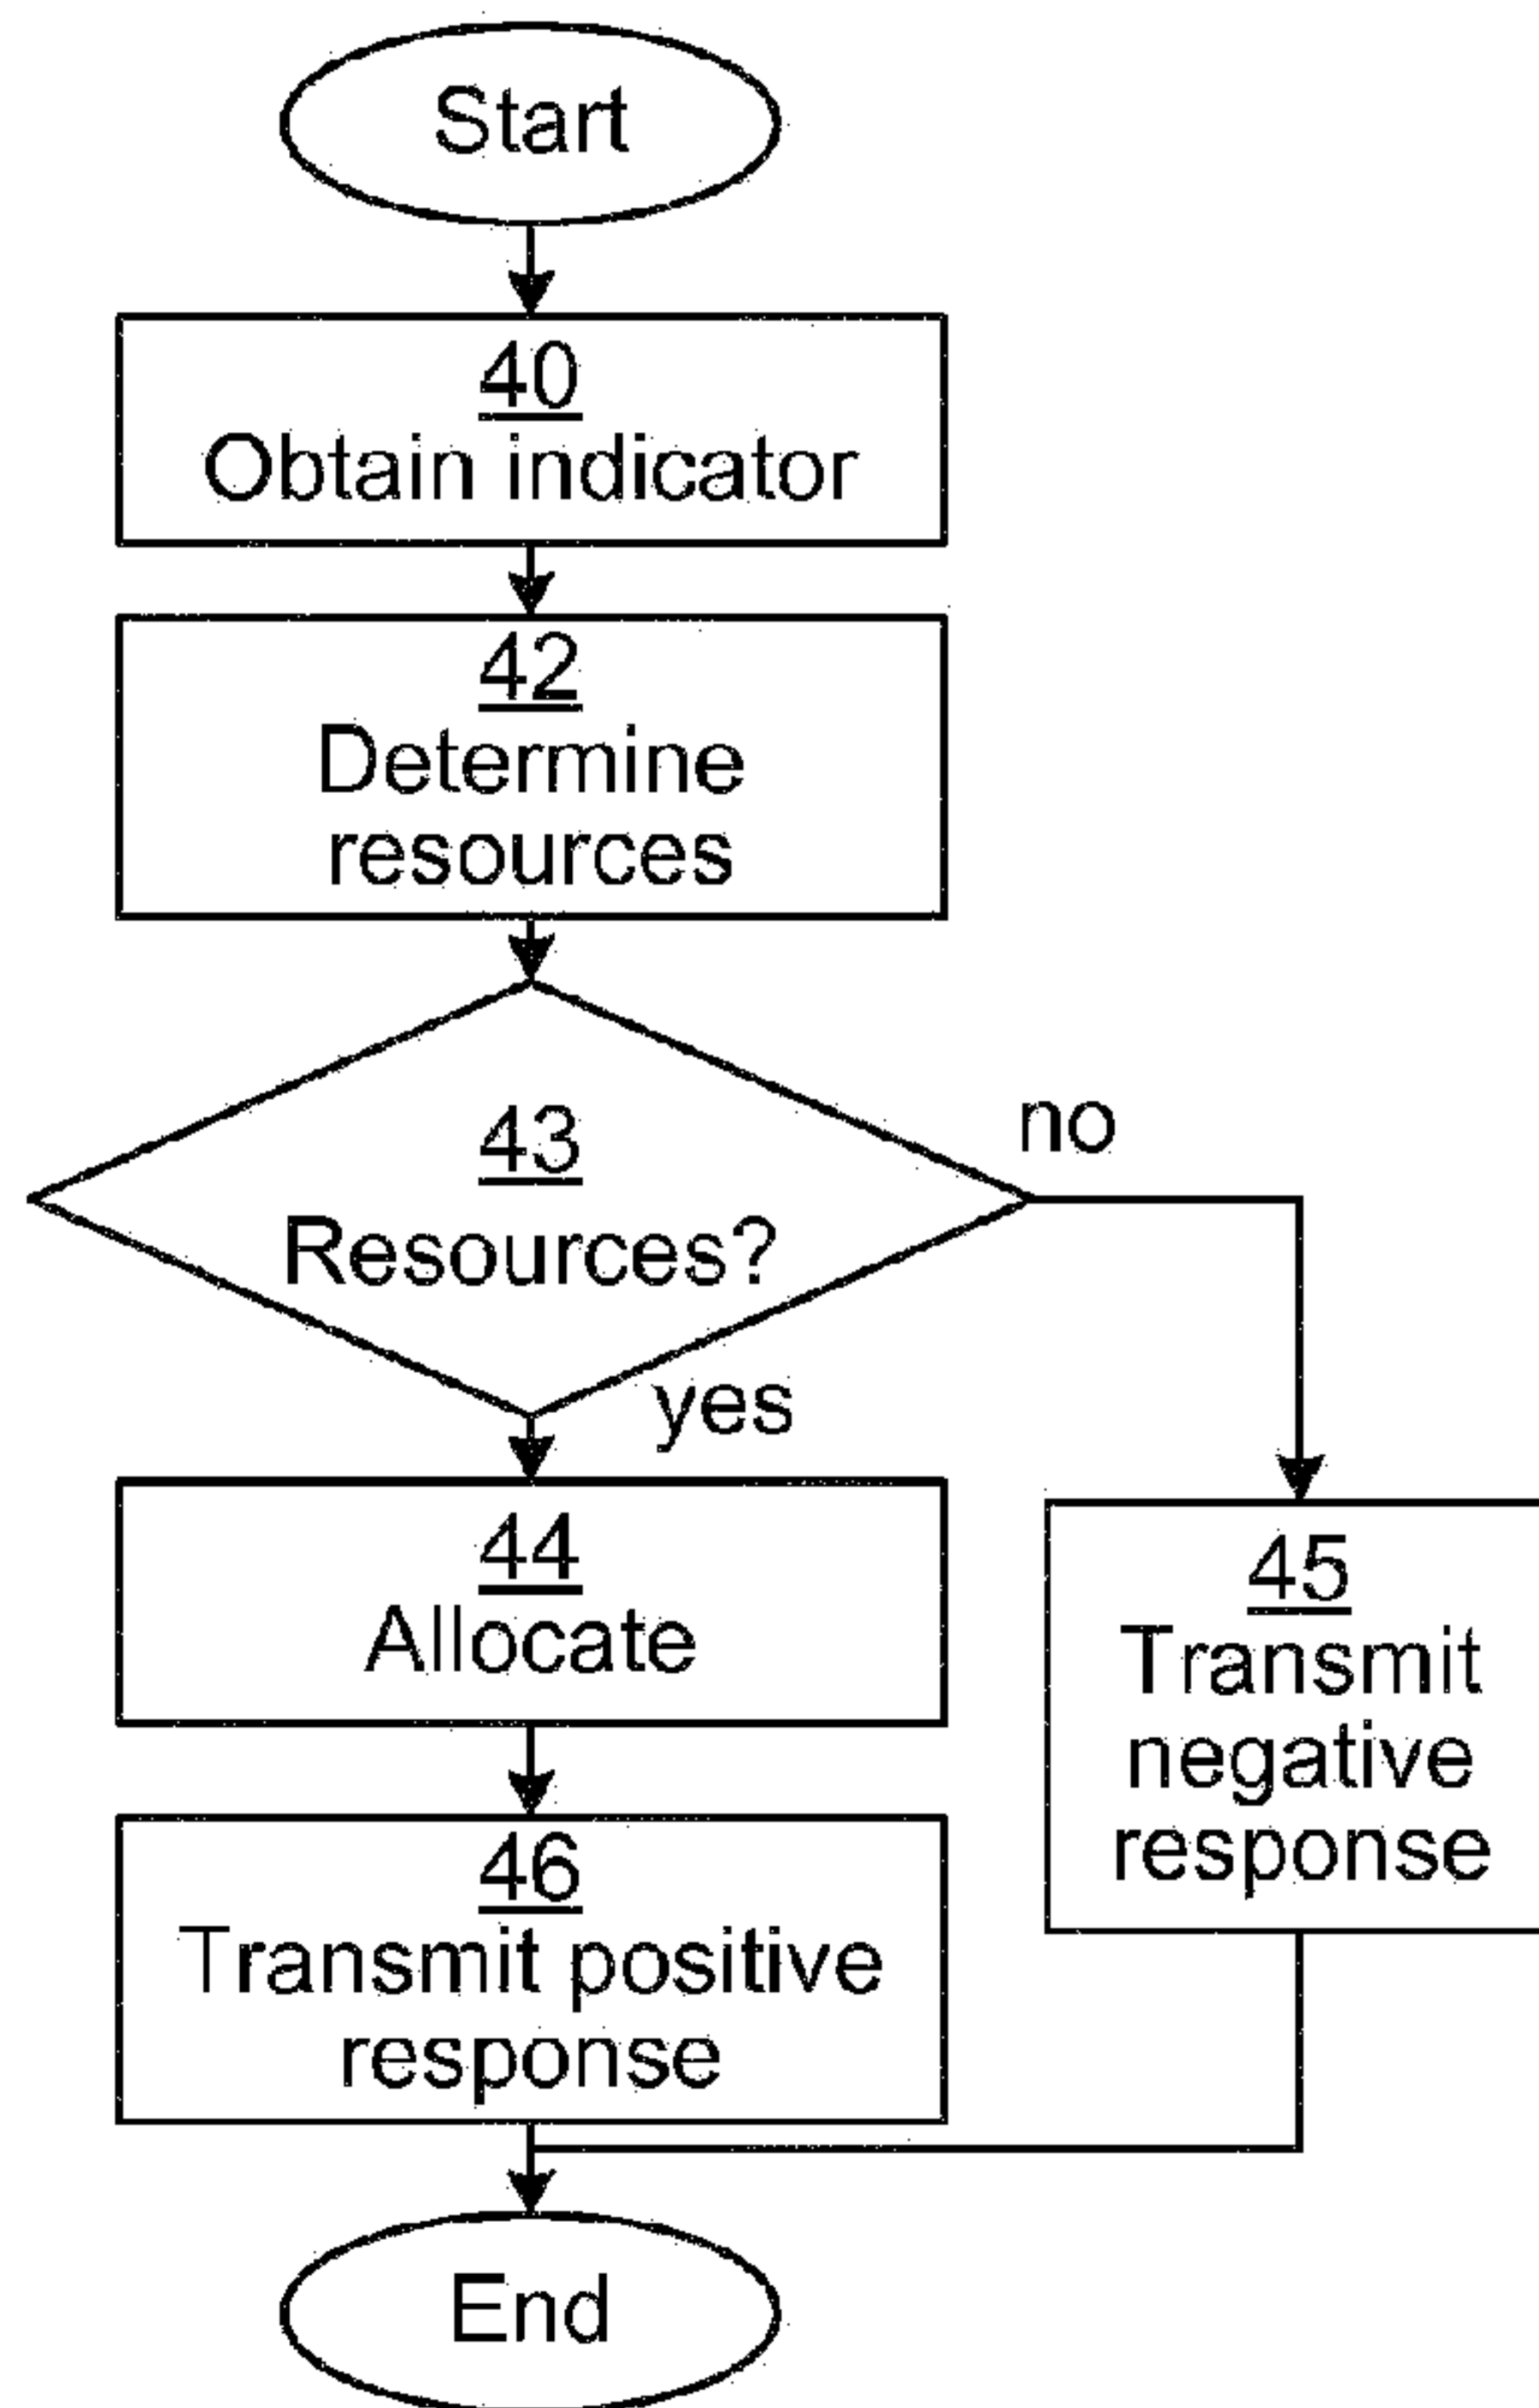 Start
40
Obtain indicator
42
Determine
resources
43
Resources?
no
yes
44
Allocate
45
Transmit
negative
response
46
Transmit positive
response
End